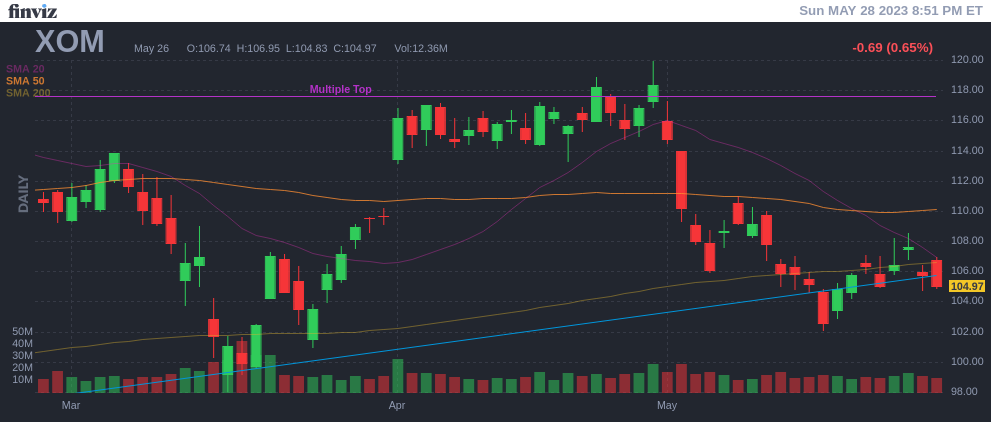 finviz
Sun MAY 28 2023 8:51 PM ET
XOM
May 26 O:106.74 H:106.95 L:104.83 C:104.97 Vol:12.36M
-0.69 (0.65%)
SMA 20
SMA 50
SMA 200
Multiple Top
DAILY
120.00
118.00
116.00
114.00
112.00
110.00
108.00
106.00
104.97
104.00
102.00
100.00
98.00
50M
40M
30M
20M
10M
Mar Apr May